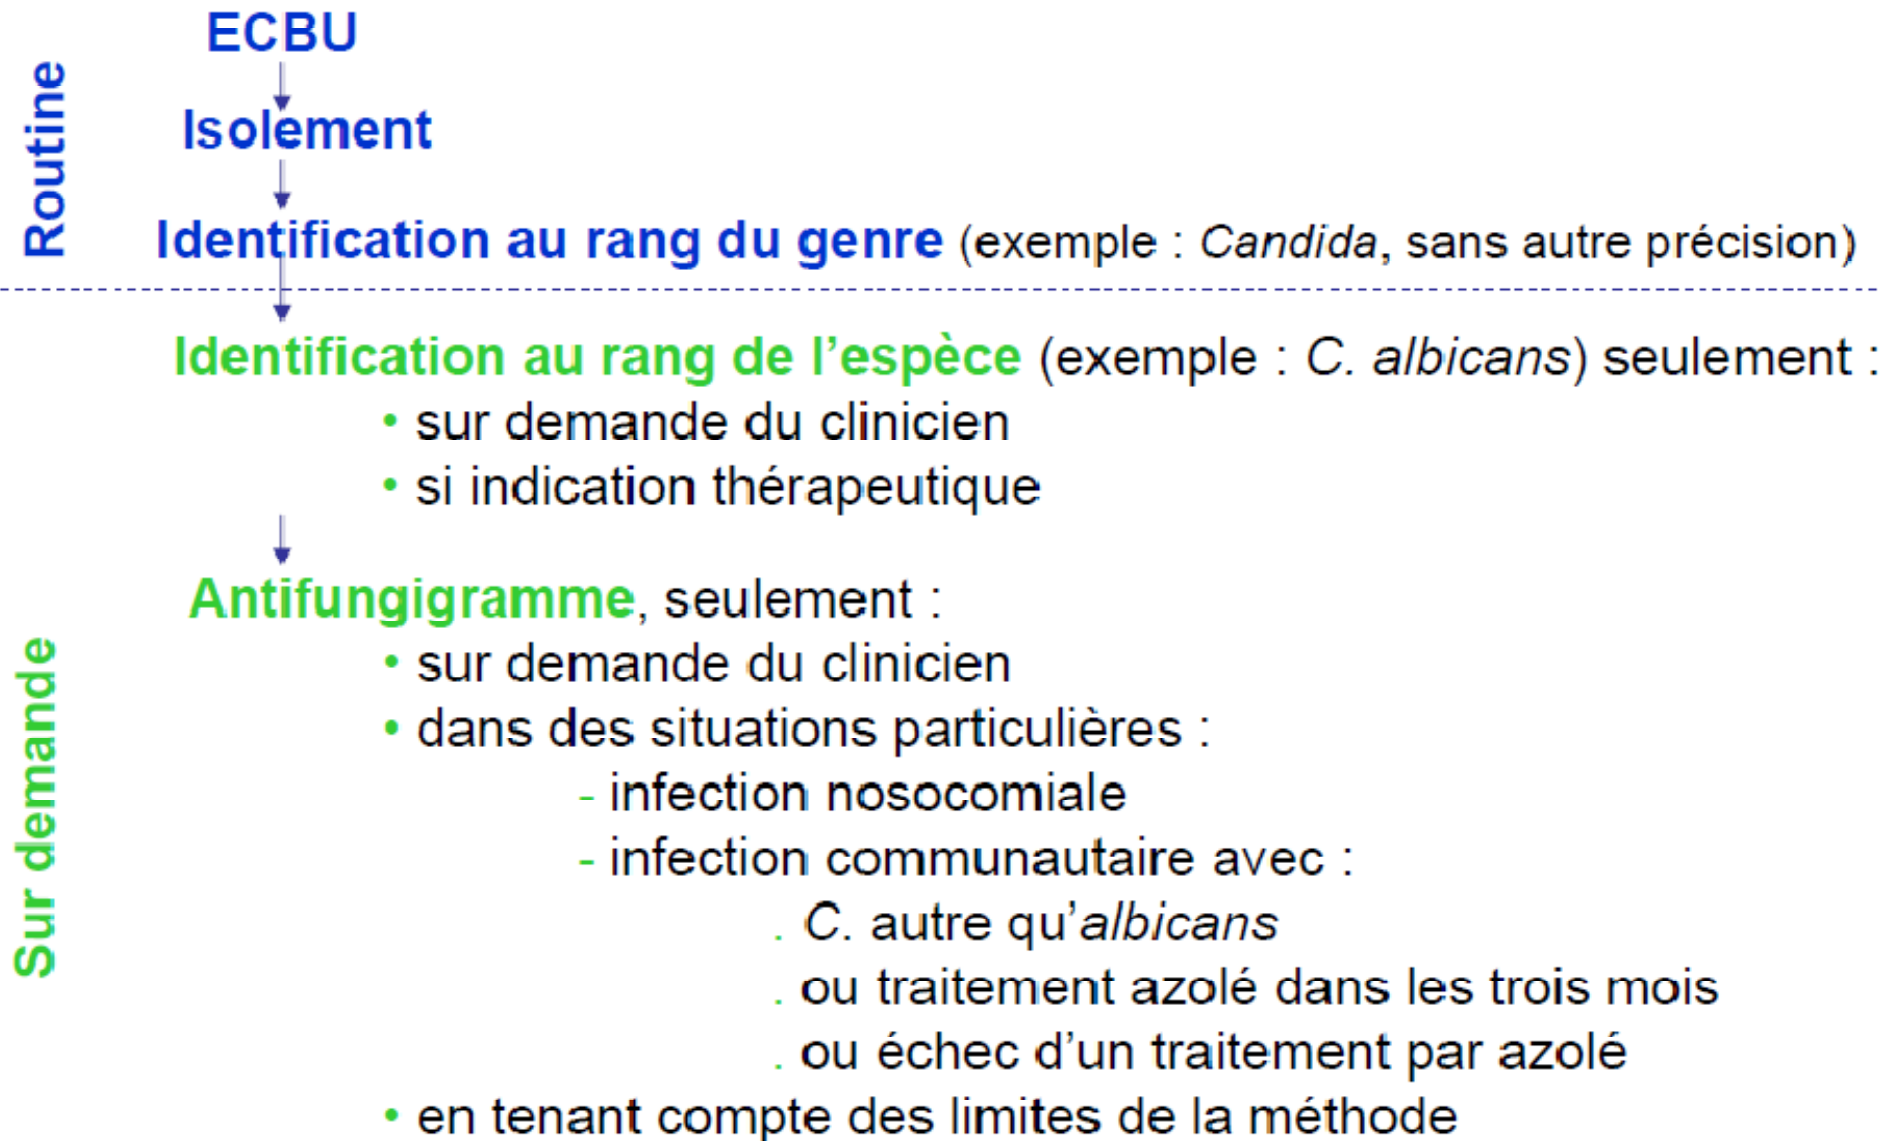 Routine
ECBU
Isolement
Identification au rang du genre (exemple : Candida, sans autre précision)
Identification au rang de l'espèce (exemple : C. albicans) seulement :
• sur demande du clinicien
• si indication thérapeutique
Sur demande
Antifungigramme, seulement :
• sur demande du clinicien
• dans des situations particulières :
- infection nosocomiale
- infection communautaire avec :
. C. autre qu'albicans
. ou traitement azolé dans les trois mois
. ou échec d'un traitement par azolé
• en tenant compte des limites de la méthode